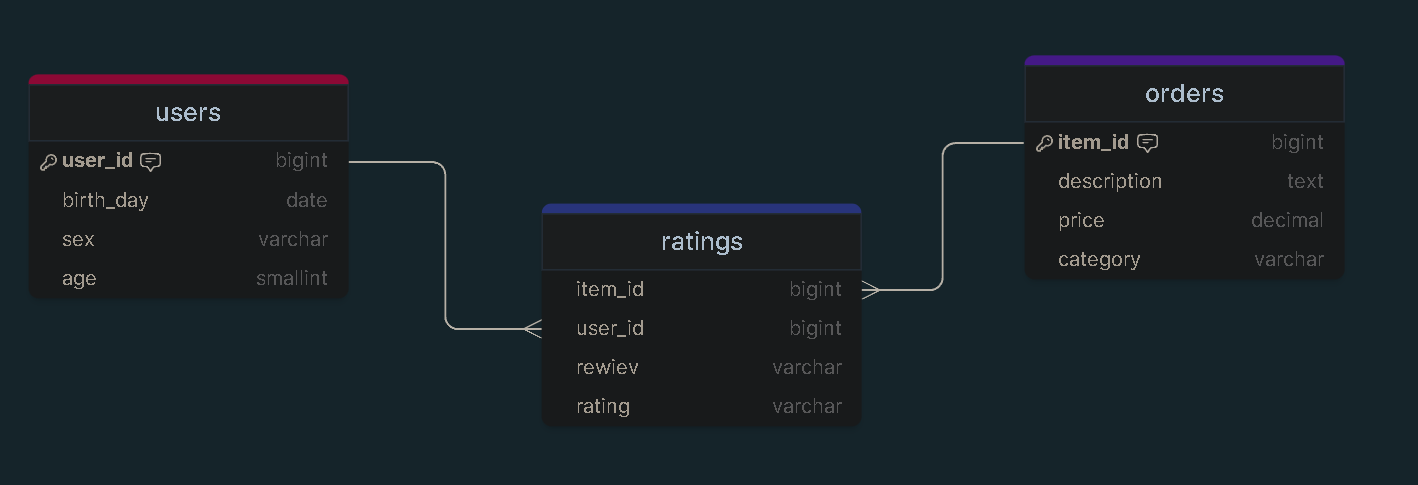 users
user_id bigint
birth_day date
sex varchar
age smallint
ratings
item_id bigint
user_id bigint
rewiev varchar
rating varchar
orders
item_id bigint
description text
price decimal
category varchar